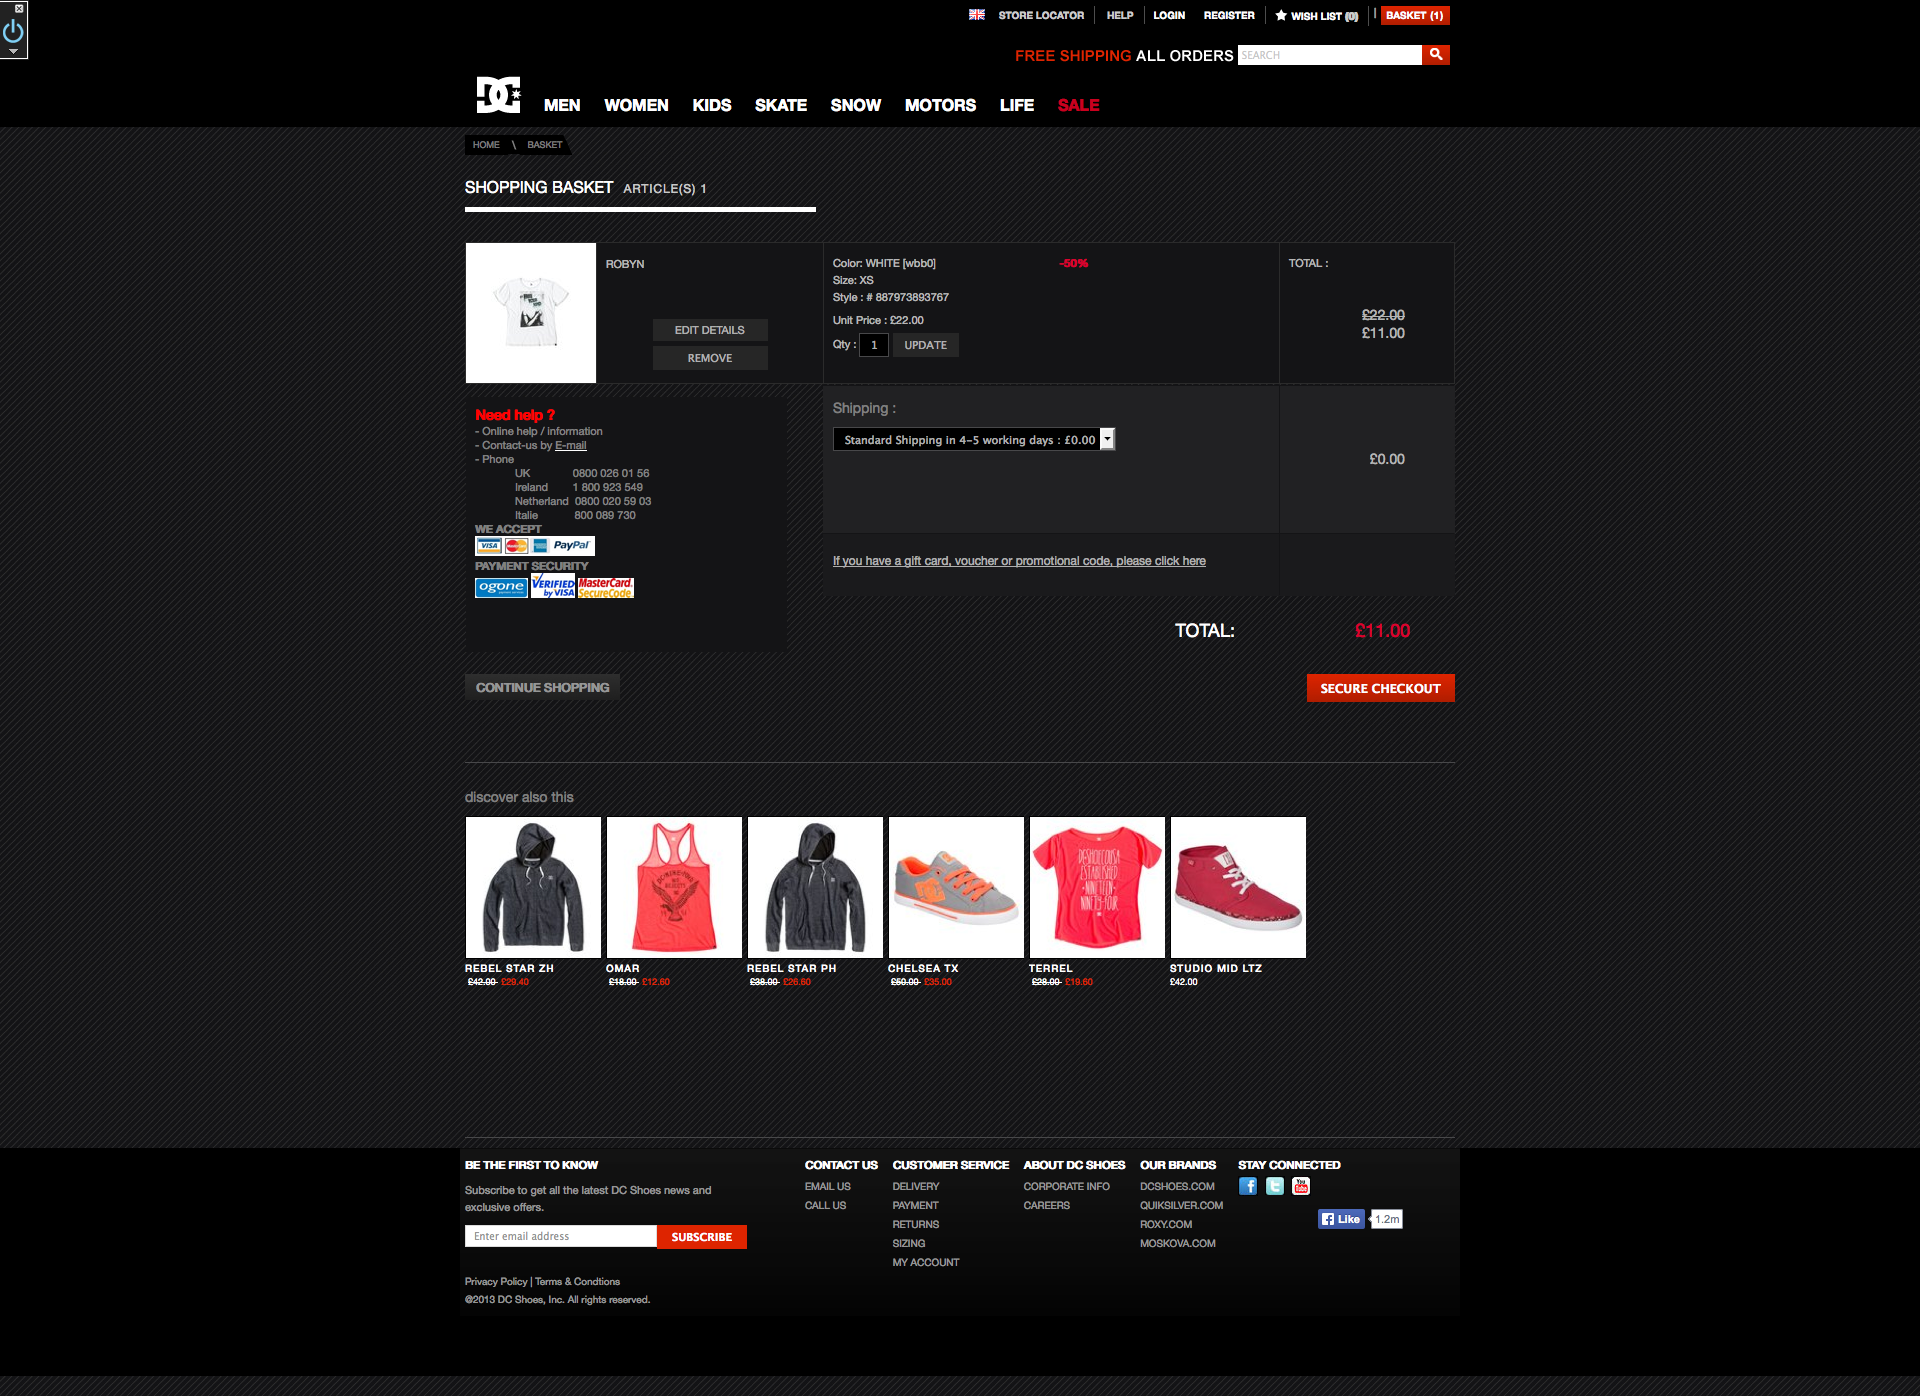 STORE LOCATOR HELP LOGIN REGISTER WISH LIST (0) BASKET (1)
FREE SHIPPING ALL ORDERS SEARCH
DC MEN WOMEN KIDS SKATE SNOW MOTORS LIFE SALE
HOME \ BASKET
SHOPPING BASKET ARTICLE(S) 1
ROBYN
EDIT DETAILS
REMOVE
Color: WHITE [wbb0] -50%
Size: XS
Style : # 887973893767
Unit Price : £22.00
Qty : 1 UPDATE
TOTAL :
£22.00
£11.00
Need help ?
- Online help / information
- Contact-us by E-mail
- Phone
UK 0800 026 01 56
Ireland 1 800 923 549
Netherland 0800 020 59 03
Italie 800 089 730
WE ACCEPT
VISA MasterCard PayPal
PAYMENT SECURITY
ogone VERIFIED by VISA MasterCard. SecureCode.
Shipping :
Standard Shipping in 4-5 working days : £0.00
£0.00
If you have a gift card, voucher or promotional code, please click here
TOTAL: £11.00
CONTINUE SHOPPING SECURE CHECKOUT
discover also this
DCSHOECOUSA
ESTABLISHED
NINETEEN
NINETY-FOUR
REBEL STAR ZH OMAR REBEL STAR PH CHELSEA TX TERREL STUDIO MID LTZ
£42.00- £29.40 £18.00- £12.60 £38.00- £26.60 £50.00- £35.00 £28.00- £19.60 £42.00
BE THE FIRST TO KNOW
Subscribe to get all the latest DC Shoes news and
exclusive offers.
Enter email address SUBSCRIBE
Privacy Policy | Terms & Condtions
@2013 DC Shoes, Inc. All rights reserved.
CONTACT US
EMAIL US
CALL US
CUSTOMER SERVICE
DELIVERY
PAYMENT
RETURNS
SIZING
MY ACCOUNT
ABOUT DC SHOES
CORPORATE INFO
CAREERS
OUR BRANDS
DCSHOES.COM
QUIKSILVER.COM
ROXY.COM
MOSKOVA.COM
STAY CONNECTED
f t You Tube
f Like 1.2m